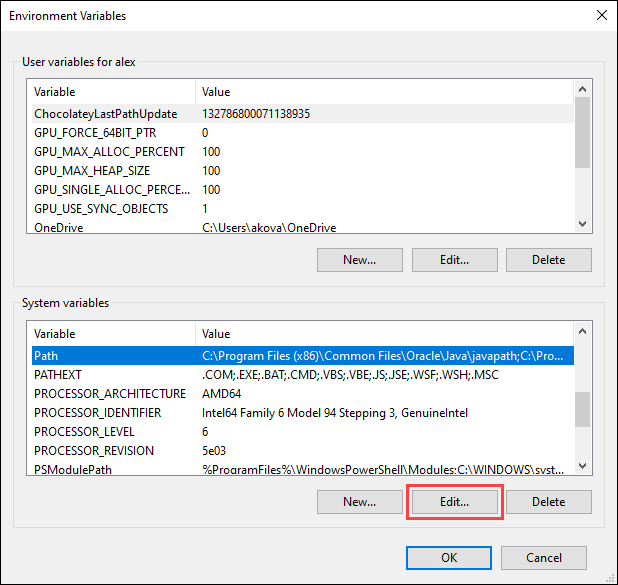 Environment Variables
User variables for alex
Variable Value
ChocolateyLastPathUpdate 132786800071138935
GPU_FORCE_64BIT_PTR 0
GPU_MAX_ALLOC_PERCENT 100
GPU_MAX_HEAP_SIZE 100
GPU_SINGLE_ALLOC_PERCE... 100
GPU_USE_SYNC_OBJECTS 1
OneDrive C:\Users\akova\OneDrive
New... Edit... Delete
System variables
Variable Value
Path C:\Program Files (x86)\Common Files\Oracle\Java\javapath;C:\Pro...
PATHEXT .COM;.EXE;.BAT;.CMD;.VBS;.VBE;.JS;.JSE;.WSF;.WSH;.MSC
PROCESSOR_ARCHITECTURE AMD64
PROCESSOR_IDENTIFIER Intel64 Family 6 Model 94 Stepping 3, GenuineIntel
PROCESSOR_LEVEL 6
PROCESSOR_REVISION 5e03
PSModulePath %ProgramFiles%\WindowsPowerShell\Modules;C:\WINDOWS\syst...
New... Edit... Delete
OK Cancel